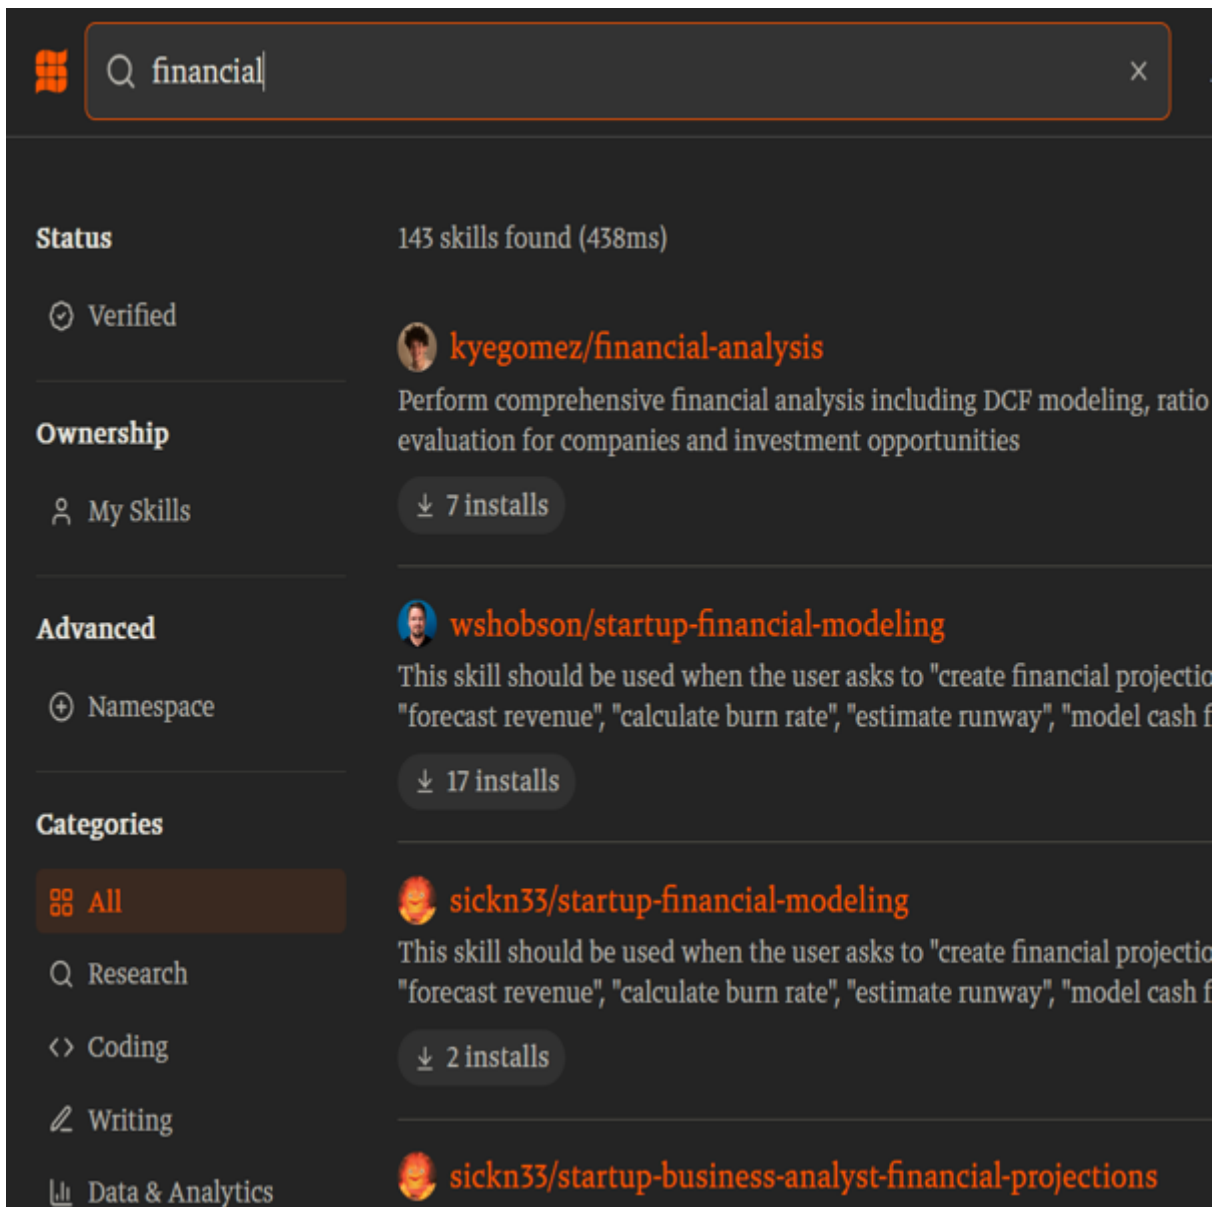 financial
Status
Verified
Ownership
My Skills
Advanced
Namespace
Categories
All
Research
Coding
Writing
Data & Analytics
143 skills found (438ms)
kyegomez/financial-analysis
Perform comprehensive financial analysis including DCF modeling, ratio
evaluation for companies and investment opportunities
7 installs
wshobson/startup-financial-modeling
This skill should be used when the user asks to "create financial projectio
"forecast revenue", "calculate burn rate", "estimate runway", "model cash f
17 installs
sickn33/startup-financial-modeling
This skill should be used when the user asks to "create financial projectio
"forecast revenue", "calculate burn rate", "estimate runway", "model cash f
2 installs
sickn33/startup-business-analyst-financial-projections